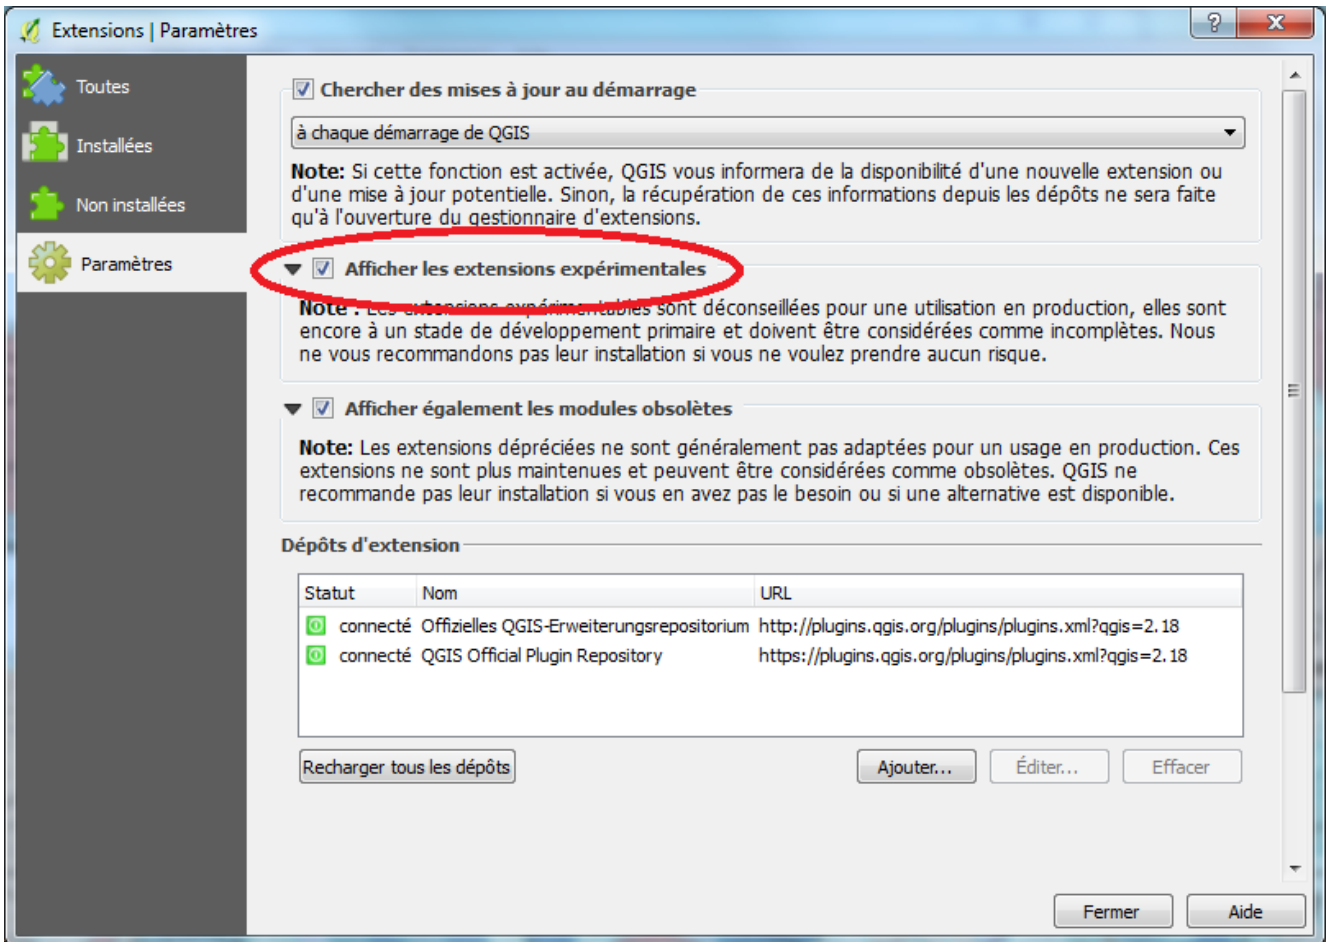 Extensions | Paramètres
?
X
Toutes
Installées
Non installées
Paramètres
Chercher des mises à jour au démarrage
à chaque démarrage de QGIS
Note: Si cette fonction est activée, QGIS vous informera de la disponibilité d'une nouvelle extension ou
d'une mise à jour potentielle. Sinon, la récupération de ces informations depuis les dépôts ne sera faite
qu'à l'ouverture du gestionnaire d'extensions.
Afficher les extensions expérimentales
Note : Les extensions expérimentables sont déconseillées pour une utilisation en production, elles sont
encore à un stade de développement primaire et doivent être considérées comme incomplètes. Nous
ne vous recommandons pas leur installation si vous ne voulez prendre aucun risque.
Afficher également les modules obsolètes
Note: Les extensions dépréciées ne sont généralement pas adaptées pour un usage en production. Ces
extensions ne sont plus maintenues et peuvent être considérées comme obsolètes. QGIS ne
recommande pas leur installation si vous en avez pas le besoin ou si une alternative est disponible.
Dépôts d'extension
Statut Nom URL
connecté Offizielles QGIS-Erweiterungsrepositorium http://plugins.qgis.org/plugins/plugins.xml?qgis=2.18
connecté QGIS Official Plugin Repository https://plugins.qgis.org/plugins/plugins.xml?qgis=2.18
Recharger tous les dépôts Ajouter... Éditer... Effacer
Fermer Aide